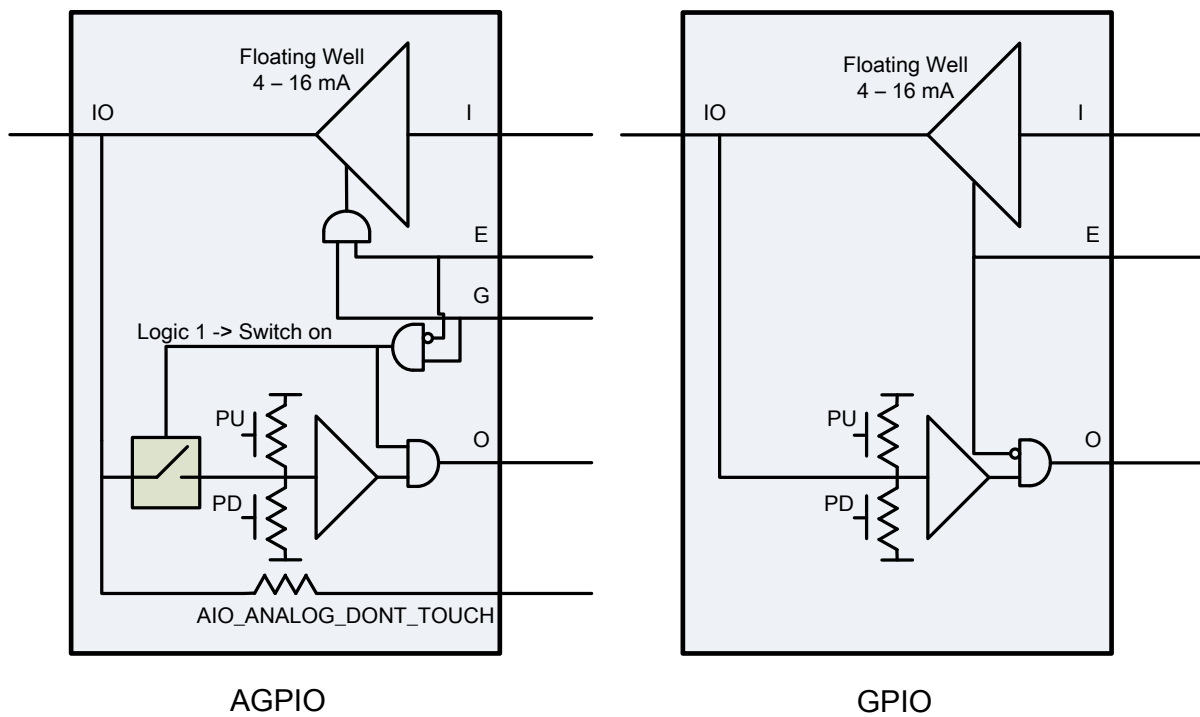 Floating Well
4 – 16 mA
IO
I
E
G
Logic 1 -> Switch on
PU
O
PD
AIO_ANALOG_DONT_TOUCH
AGPIO
Floating Well
4 – 16 mA
IO
I
E
PU
O
PD
GPIO